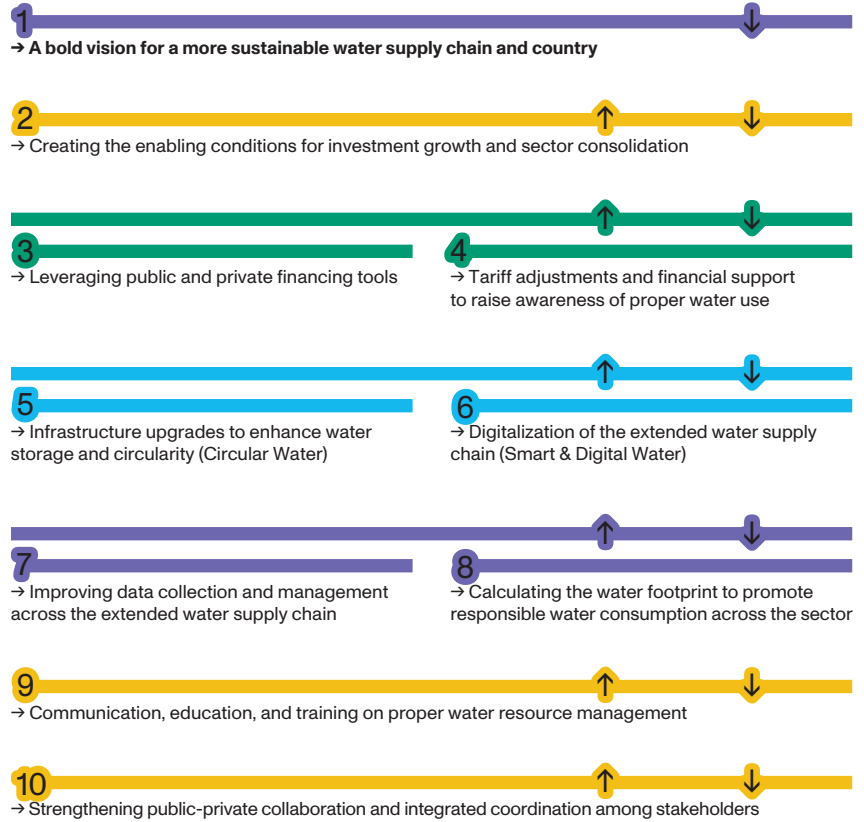 1
→ A bold vision for a more sustainable water supply chain and country
2
→ Creating the enabling conditions for investment growth and sector consolidation
3
→ Leveraging public and private financing tools
4
→ Tariff adjustments and financial support
to raise awareness of proper water use
5
→ Infrastructure upgrades to enhance water
storage and circularity (Circular Water)
6
→ Digitalization of the extended water supply
chain (Smart & Digital Water)
7
→ Improving data collection and management
across the extended water supply chain
8
→ Calculating the water footprint to promote
responsible water consumption across the sector
9
→ Communication, education, and training on proper water resource management
10
→ Strengthening public-private collaboration and integrated coordination among stakeholders